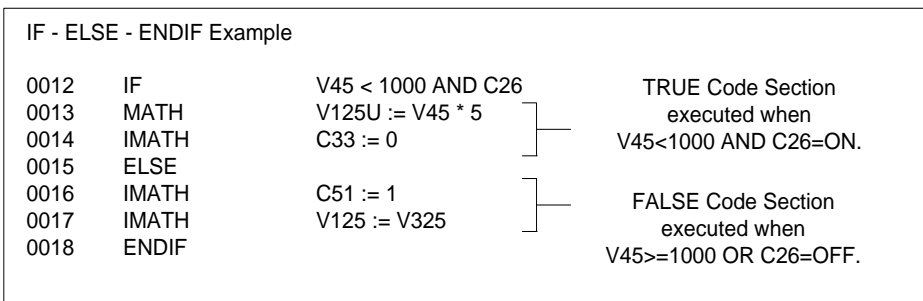 IF - ELSE - ENDIF Example
0012 IF V45 < 1000 AND C26
0013 MATH V125U := V45 * 5
0014 IMATH C33 := 0
0015 ELSE
0016 IMATH C51 := 1
0017 IMATH V125 := V325
0018 ENDIF
TRUE Code Section
executed when
V45<1000 AND C26=ON.
FALSE Code Section
executed when
V45>=1000 OR C26=OFF.